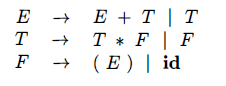 E → E + T | T
T → T * F | F
F → ( E ) | id